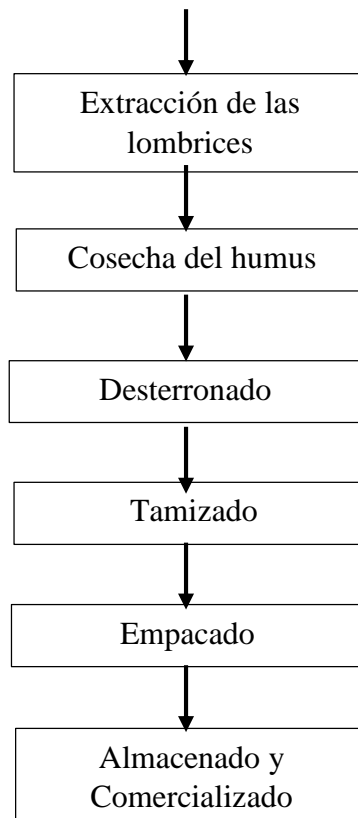 Extracción de las
lombrices
Cosecha del humus
Desterronado
Tamizado
Empacado
Almacenado y
Comercializado